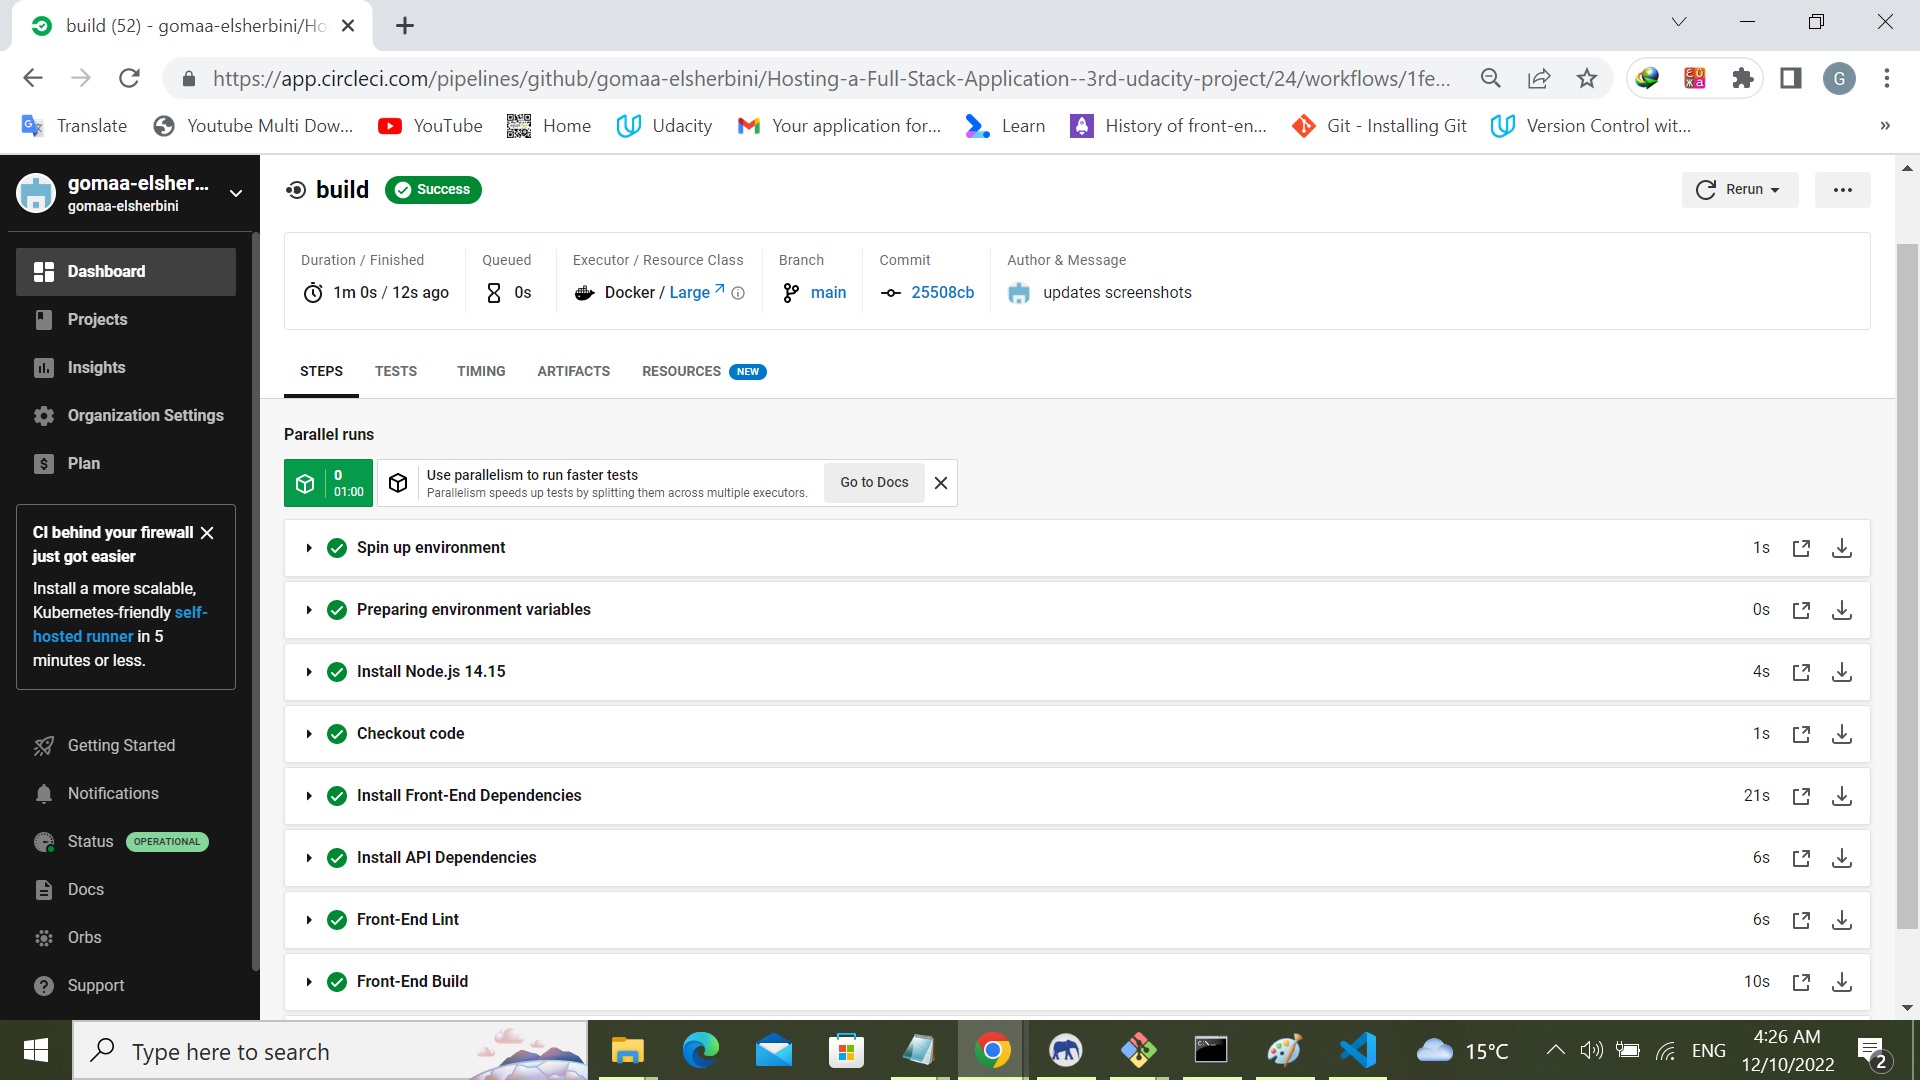 build (52) - gomaa-elsherbini/Ho
https://app.circleci.com/pipelines/github/gomaa-elsherbini/Hosting-a-Full-Stack-Application--3rd-udacity-project/24/workflows/1fe...
G
Translate
Youtube Multi Dow...
YouTube
Home
Udacity
Your application for...
Learn
History of front-en...
Git - Installing Git
Version Control wit...
»
gomaa-elsher...
gomaa-elsherbini
Dashboard
Projects
Insights
Organization Settings
Plan
CI behind your firewall
just got easier
Install a more scalable,
Kubernetes-friendly self-
hosted runner in 5
minutes or less.
Getting Started
Notifications
Status OPERATIONAL
Docs
Orbs
Support
build Success
Rerun
Duration / Finished
1m 0s / 12s ago
Queued
0s
Executor / Resource Class
Docker / Large
Branch
main
Commit
25508cb
Author & Message
updates screenshots
STEPS TESTS TIMING ARTIFACTS RESOURCES NEW
Parallel runs
0
01:00
Use parallelism to run faster tests
Parallelism speeds up tests by splitting them across multiple executors.
Go to Docs
Spin up environment 1s
Preparing environment variables 0s
Install Node.js 14.15 4s
Checkout code 1s
Install Front-End Dependencies 21s
Install API Dependencies 6s
Front-End Lint 6s
Front-End Build 10s
Type here to search
15°C
ENG
4:26 AM
12/10/2022
2